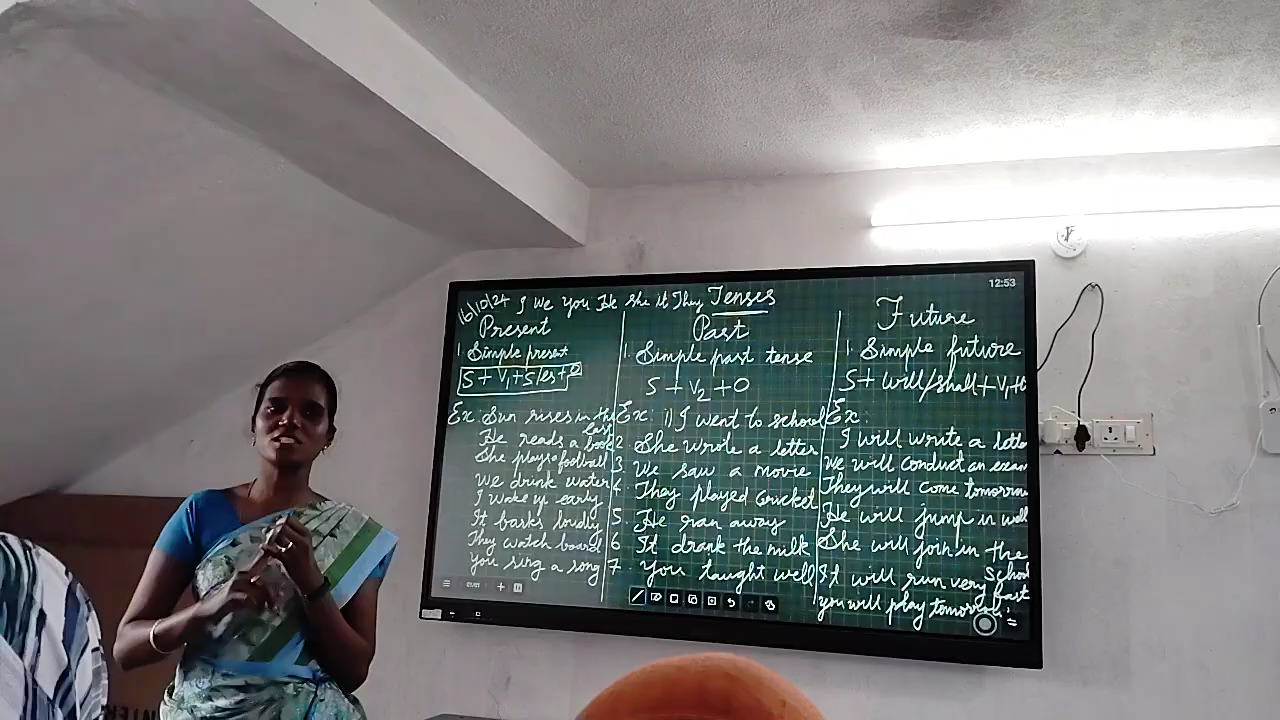 16/10/24 I We You He She It They Tenses
12:53
Present
1. Simple present
S + V1 + S/es + O
Ex: Sun rises in the
East
He reads a book
She plays a football
We drink water
I wake up early
It barks loudly
They watch board
You sing a song
Past
1. Simple past tense
S + V2 + O
Ex: 1) I went to school
2. She wrote a letter
3. We saw a movie
4. They played Cricket
5. He ran away
6. It drank the milk
7. You taught well
Future
1. Simple future
S + will/shall + V1 + O
Ex:
I will write a letter
We will conduct an exam
They will come tomorrow
He will jump in well
She will join in the
School
It will run very fast
you will play tomorrow.
01/01